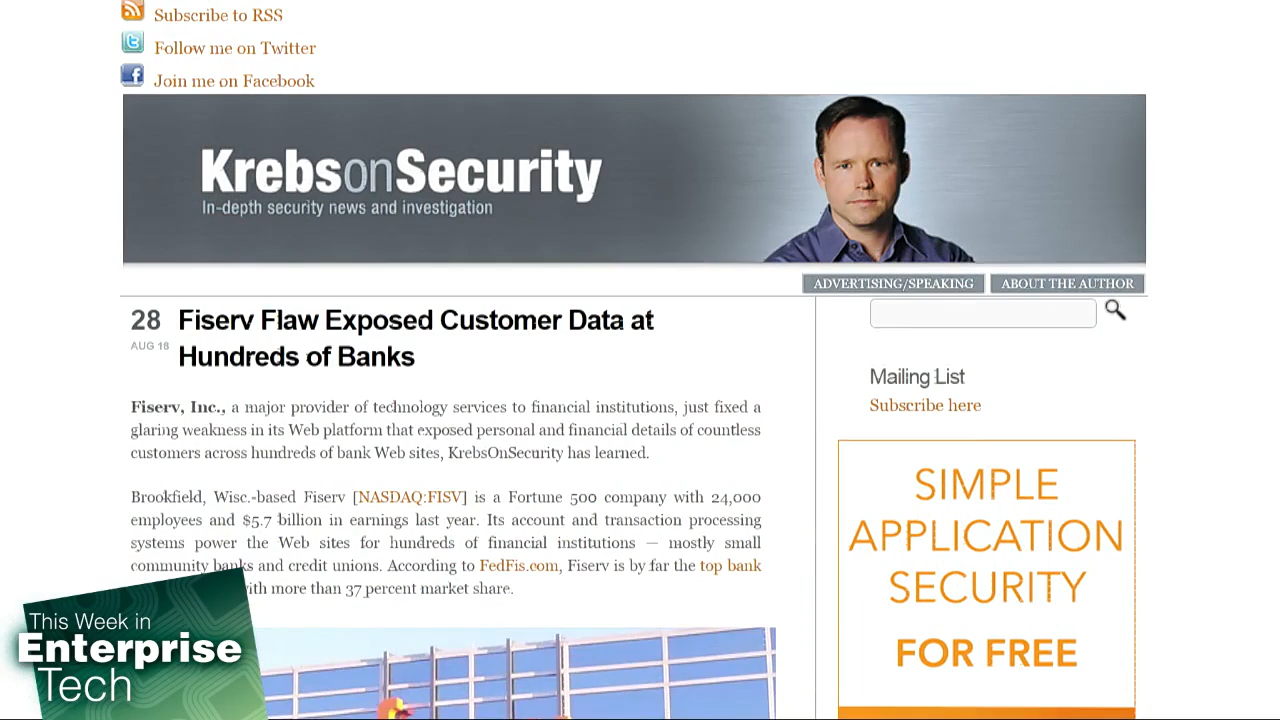 Subscribe to RSS
Follow me on Twitter
Join me on Facebook
KrebsonSecurity
In-depth security news and investigation
ADVERTISING/SPEAKING
ABOUT THE AUTHOR
28
AUG 18
Fiserv Flaw Exposed Customer Data at
Hundreds of Banks
Fiserv, Inc., a major provider of technology services to financial institutions, just fixed a
glaring weakness in its Web platform that exposed personal and financial details of countless
customers across hundreds of bank Web sites, KrebsOnSecurity has learned.
Brookfield, Wisc.-based Fiserv [NASDAQ:FISV] is a Fortune 500 company with 24,000
employees and $5.7 billion in earnings last year. Its account and transaction processing
systems power the Web sites for hundreds of financial institutions — mostly small
community banks and credit unions. According to FedFis.com, Fiserv is by far the top bank
with more than 37 percent market share.
Mailing List
Subscribe here
SIMPLE
APPLICATION
SECURITY
FOR FREE
This Week in
Enterprise
Tech